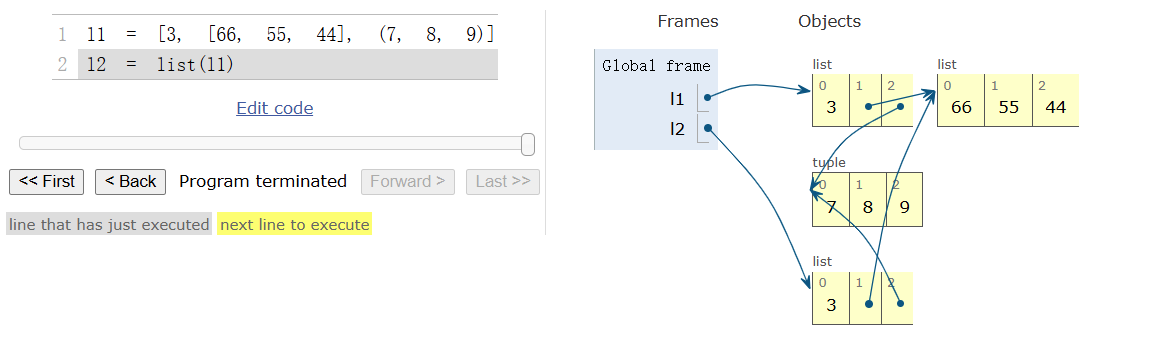 1 l1 = [3, [66, 55, 44], (7, 8, 9)]
2 l2 = list(l1)
Edit code
<< First < Back Program terminated Forward > Last >>
line that has just executed next line to execute
Frames Objects
Global frame
l1
l2
list
0 1 2
3
list
0 1 2
66 55 44
tuple
0 1 2
7 8 9
list
0 1 2
3